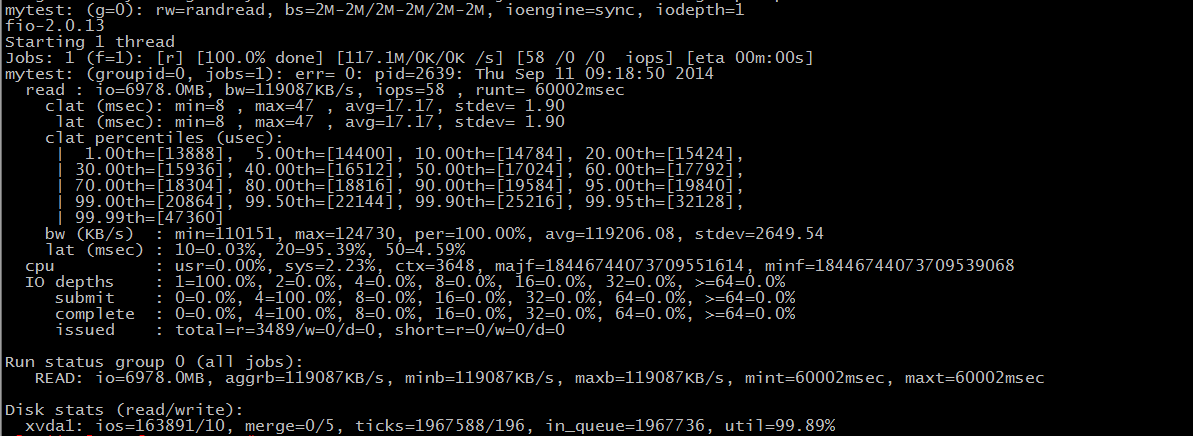 mytest: (g=0): rw=randread, bs=2M-2M/2M-2M/2M-2M, ioengine=sync, iodepth=1
fio-2.0.13
Starting 1 thread
Jobs: 1 (f=1): [r] [100.0% done] [117.1M/0K/0K /s] [58 /0 /0  iops] [eta 00m:00s]
mytest: (groupid=0, jobs=1): err= 0: pid=2639: Thu Sep 11 09:18:50 2014
  read : io=6978.0MB, bw=119087KB/s, iops=58 , runt= 60002msec
    clat (msec): min=8 , max=47 , avg=17.17, stdev= 1.90
     lat (msec): min=8 , max=47 , avg=17.17, stdev= 1.90
    clat percentiles (usec):
     |  1.00th=[13888],  5.00th=[14400], 10.00th=[14784], 20.00th=[15424],
     | 30.00th=[15936], 40.00th=[16512], 50.00th=[17024], 60.00th=[17792],
     | 70.00th=[18304], 80.00th=[18816], 90.00th=[19584], 95.00th=[19840],
     | 99.00th=[20864], 99.50th=[22144], 99.90th=[25216], 99.95th=[32128],
     | 99.99th=[47360]
    bw (KB/s)  : min=110151, max=124730, per=100.00%, avg=119206.08, stdev=2649.54
    lat (msec) : 10=0.03%, 20=95.39%, 50=4.59%
  cpu          : usr=0.00%, sys=2.23%, ctx=3648, majf=18446744073709551614, minf=18446744073709539068
  IO depths    : 1=100.0%, 2=0.0%, 4=0.0%, 8=0.0%, 16=0.0%, 32=0.0%, >=64=0.0%
     submit    : 0=0.0%, 4=100.0%, 8=0.0%, 16=0.0%, 32=0.0%, 64=0.0%, >=64=0.0%
     complete  : 0=0.0%, 4=100.0%, 8=0.0%, 16=0.0%, 32=0.0%, 64=0.0%, >=64=0.0%
     issued    : total=r=3489/w=0/d=0, short=r=0/w=0/d=0

Run status group 0 (all jobs):
   READ: io=6978.0MB, aggrb=119087KB/s, minb=119087KB/s, maxb=119087KB/s, mint=60002msec, maxt=60002msec

Disk stats (read/write):
  xvda1: ios=163891/10, merge=0/5, ticks=1967588/196, in_queue=1967736, util=99.89%